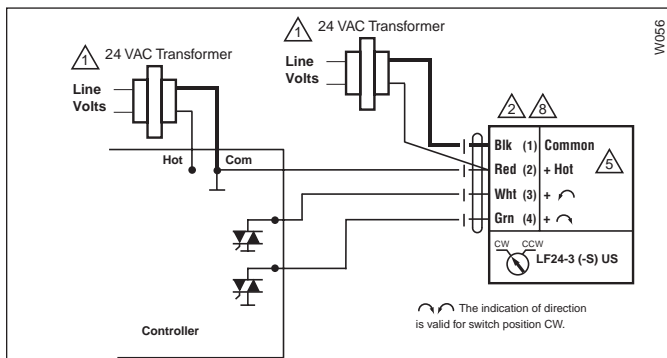 1 24 VAC Transformer
Line
Volts
Hot
Com
1 24 VAC Transformer
Line
Volts
W056
2 8
Blk (1) Common
Red (2) + Hot
5
Wht (3) +
Grn (4) +
CW CCW
LF24-3 (-S) US
The indication of direction
is valid for switch position CW.
Controller